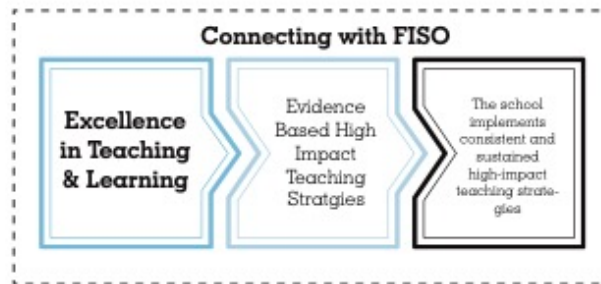 Connecting with FISO
Excellence
in Teaching
& Learning
Evidence
Based High
Impact
Teaching
Stratgies
The school
implements
consistent and
sustained
high-impact
teaching strate-
gies